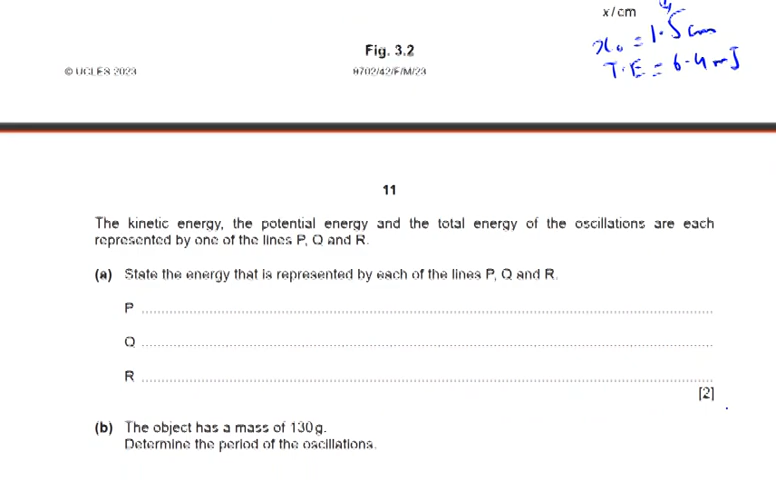 x/cm
Fig. 3.2
x₀ = 1.5 cm
T.E = 6.4 mJ
© UCLES 2023
9702/42/F/M/23
11
The kinetic energy, the potential energy and the total energy of the oscillations are each
represented by one of the lines P, Q and R.
(a) State the energy that is represented by each of the lines P, Q and R.
P
Q
R
[2]
(b) The object has a mass of 130 g.
Determine the period of the oscillations.